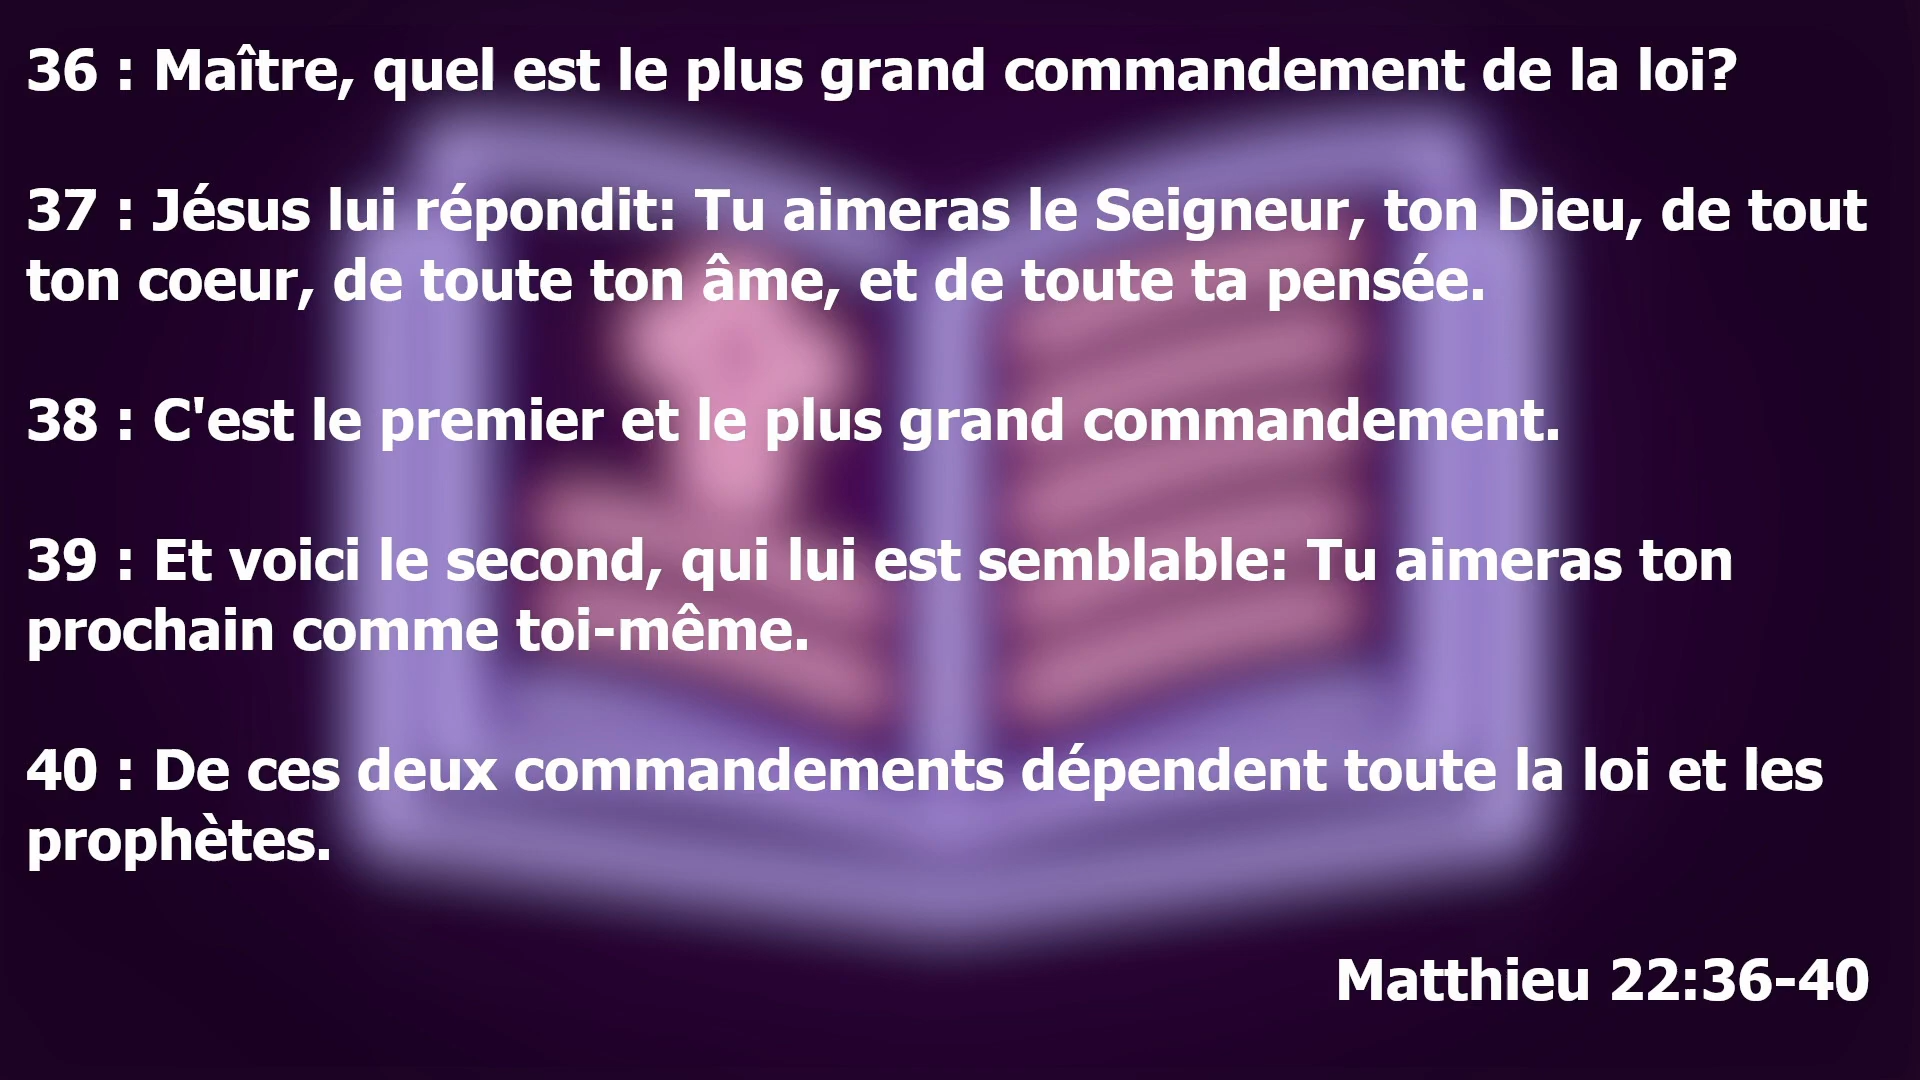 36 : Maître, quel est le plus grand commandement de la loi?
37 : Jésus lui répondit: Tu aimeras le Seigneur, ton Dieu, de tout
ton coeur, de toute ton âme, et de toute ta pensée.
38 : C'est le premier et le plus grand commandement.
39 : Et voici le second, qui lui est semblable: Tu aimeras ton
prochain comme toi-même.
40 : De ces deux commandements dépendent toute la loi et les
prophètes.
Matthieu 22:36-40